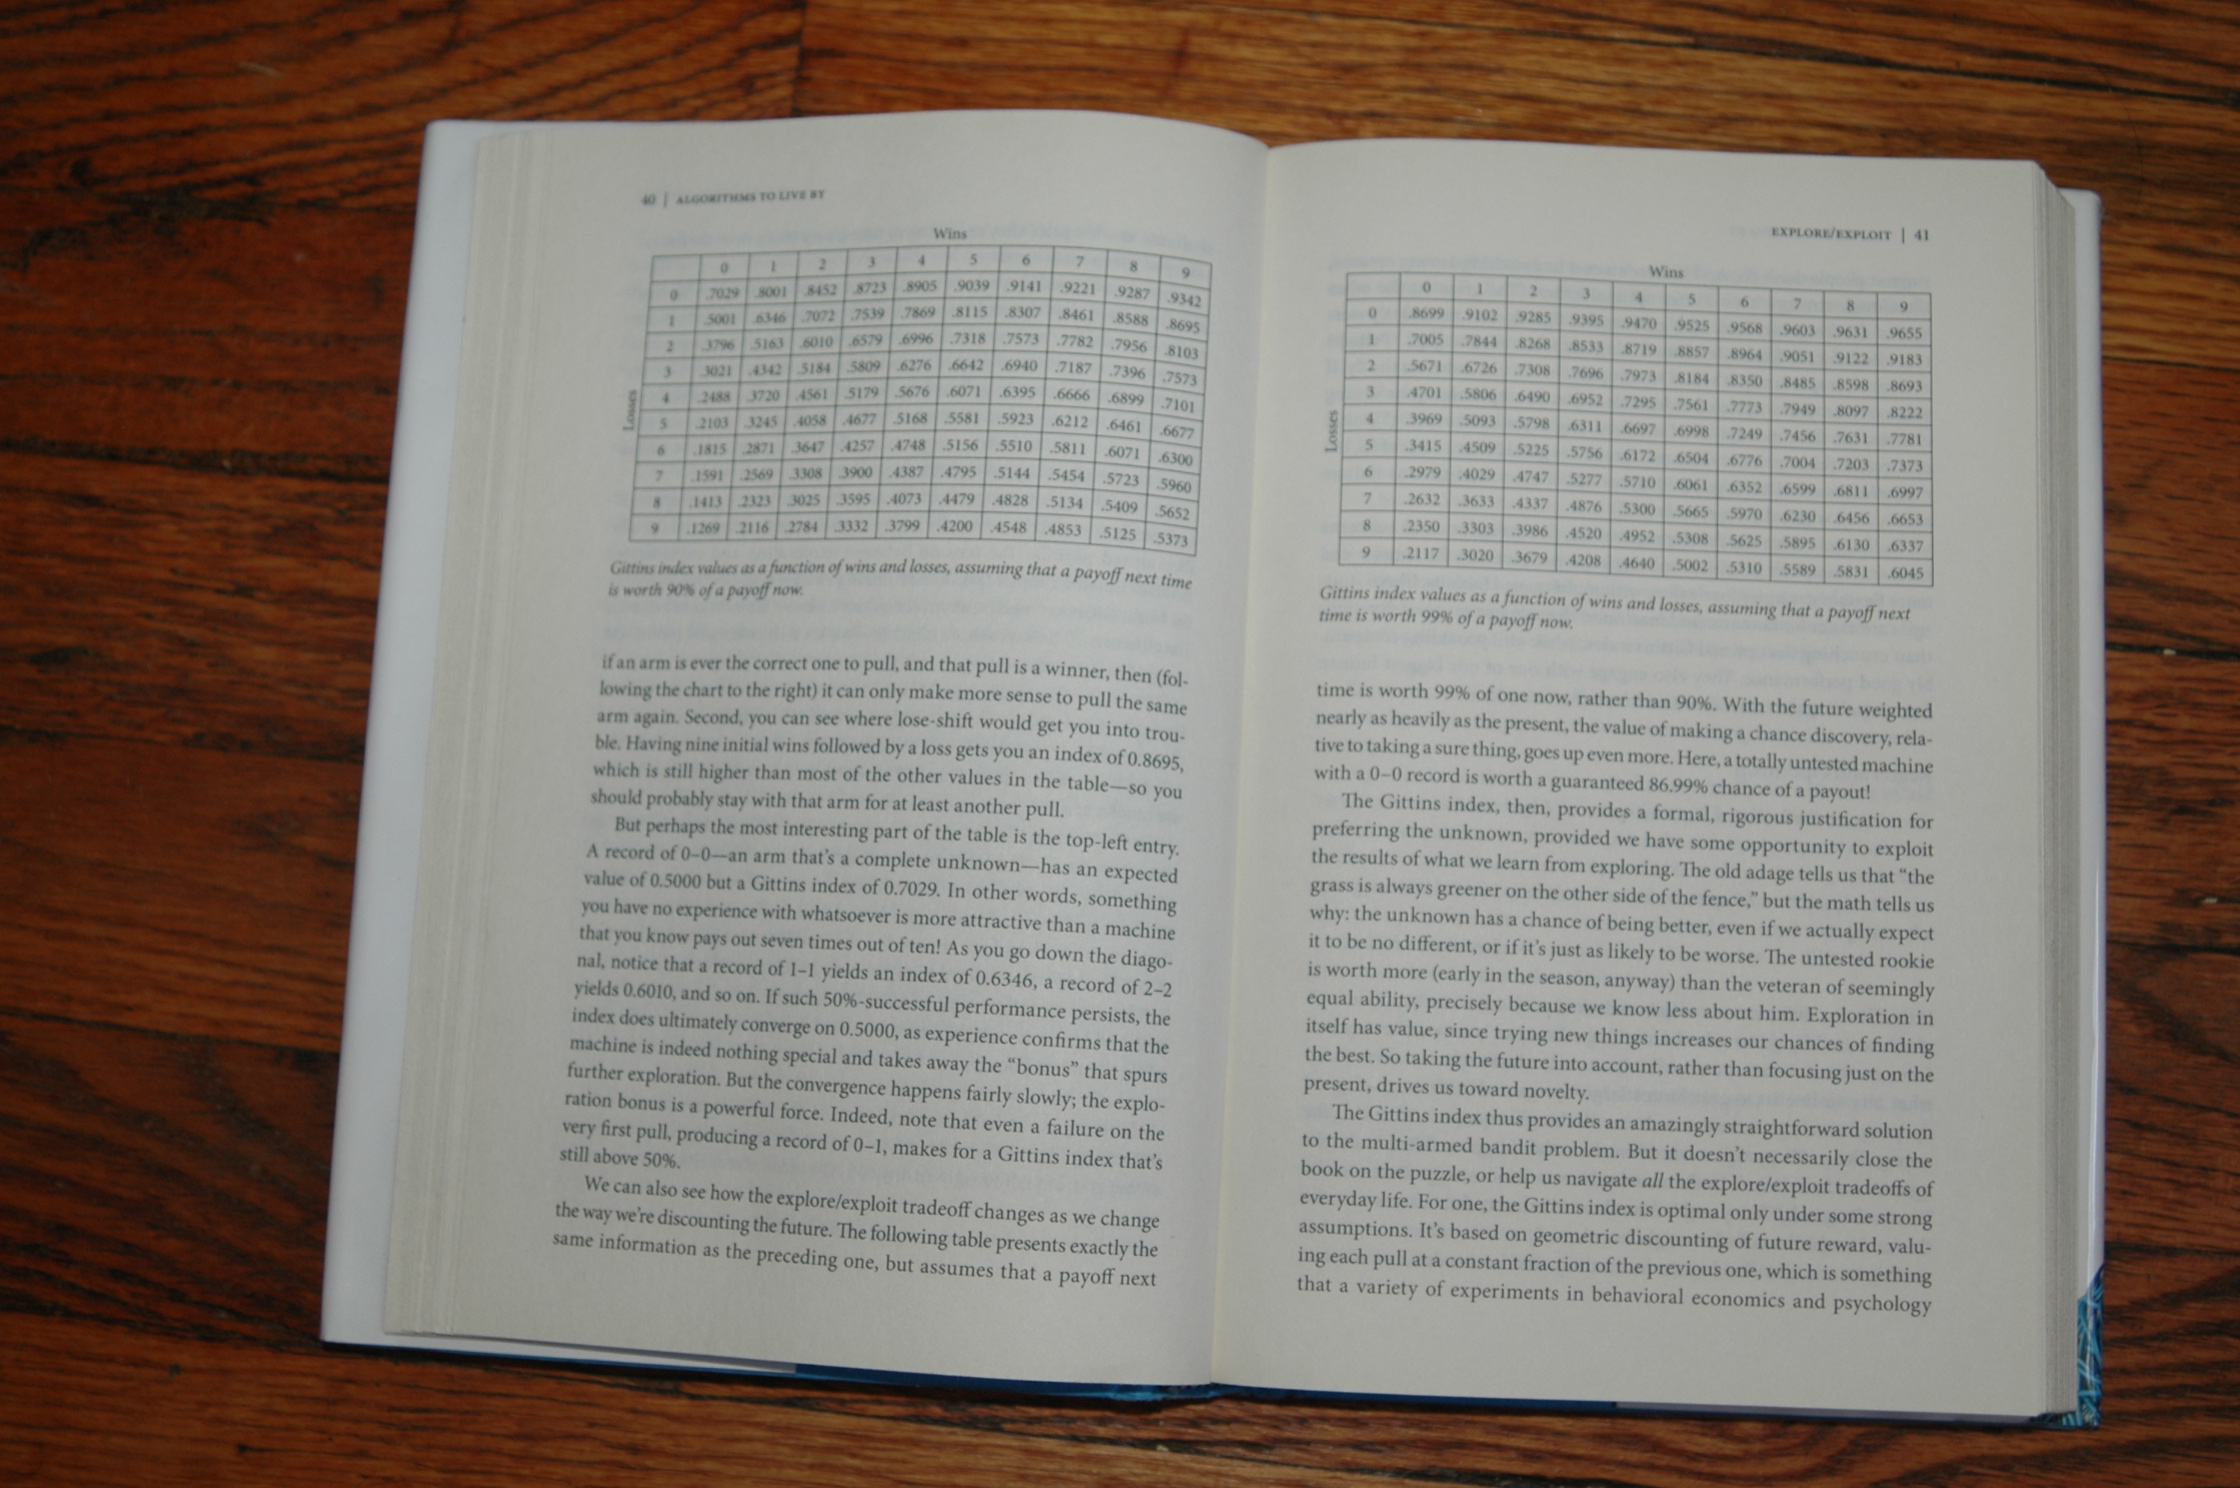 40 | ALGORITHMS TO LIVE BY
Wins
0 1 2 3 4 5 6 7 8 9
0 .7029 .8001 .8452 .8723 .8905 .9039 .9141 .9221 .9287 .9342
1 .5001 .6346 .7072 .7539 .7869 .8115 .8307 .8461 .8588 .8695
2 .3796 .5163 .6010 .6579 .6996 .7318 .7573 .7782 .7956 .8103
3 .3021 .4342 .5184 .5809 .6276 .6642 .6940 .7187 .7396 .7573
4 .2488 .3720 .4561 .5179 .5676 .6071 .6395 .6666 .6899 .7101
Losses
5 .2103 .3245 .4058 .4677 .5168 .5581 .5923 .6212 .6461 .6677
6 .1815 .2871 .3647 .4257 .4748 .5156 .5510 .5811 .6071 .6300
7 .1591 .2569 .3308 .3900 .4387 .4795 .5144 .5454 .5723 .5960
8 .1413 .2323 .3025 .3595 .4073 .4479 .4828 .5134 .5409 .5652
9 .1269 .2116 .2784 .3332 .3799 .4200 .4548 .4853 .5125 .5373
Gittins index values as a function of wins and losses, assuming that a payoff next time
is worth 90% of a payoff now.
if an arm is ever the correct one to pull, and that pull is a winner, then (fol-
lowing the chart to the right) it can only make more sense to pull the same
arm again. Second, you can see where lose-shift would get you into trou-
ble. Having nine initial wins followed by a loss gets you an index of 0.8695,
which is still higher than most of the other values in the table—so you
should probably stay with that arm for at least another pull.
But perhaps the most interesting part of the table is the top-left entry.
A record of 0–0—an arm that's a complete unknown—has an expected
value of 0.5000 but a Gittins index of 0.7029. In other words, something
you have no experience with whatsoever is more attractive than a machine
that you know pays out seven times out of ten! As you go down the diago-
nal, notice that a record of 1–1 yields an index of 0.6346, a record of 2–2
yields 0.6010, and so on. If such 50%-successful performance persists, the
index does ultimately converge on 0.5000, as experience confirms that the
machine is indeed nothing special and takes away the “bonus” that spurs
further exploration. But the convergence happens fairly slowly; the explo-
ration bonus is a powerful force. Indeed, note that even a failure on the
very first pull, producing a record of 0–1, makes for a Gittins index that's
still above 50%.
We can also see how the explore/exploit tradeoff changes as we change
the way we're discounting the future. The following table presents exactly the
same information as the preceding one, but assumes that a payoff next
EXPLORE/EXPLOIT | 41
Wins
0 1 2 3 4 5 6 7 8 9
0 .8699 .9102 .9285 .9395 .9470 .9525 .9568 .9603 .9631 .9655
1 .7005 .7844 .8268 .8533 .8719 .8857 .8964 .9051 .9122 .9183
2 .5671 .6726 .7308 .7696 .7973 .8184 .8350 .8485 .8598 .8693
3 .4701 .5806 .6490 .6952 .7295 .7561 .7773 .7949 .8097 .8222
4 .3969 .5093 .5798 .6311 .6697 .6998 .7249 .7456 .7631 .7781
Losses
5 .3415 .4509 .5225 .5756 .6172 .6504 .6776 .7004 .7203 .7373
6 .2979 .4029 .4747 .5277 .5710 .6061 .6352 .6599 .6811 .6997
7 .2632 .3633 .4337 .4876 .5300 .5665 .5970 .6230 .6456 .6653
8 .2350 .3303 .3986 .4520 .4952 .5308 .5625 .5895 .6130 .6337
9 .2117 .3020 .3679 .4208 .4640 .5002 .5310 .5589 .5831 .6045
Gittins index values as a function of wins and losses, assuming that a payoff next
time is worth 99% of a payoff now.
time is worth 99% of one now, rather than 90%. With the future weighted
nearly as heavily as the present, the value of making a chance discovery, rela-
tive to taking a sure thing, goes up even more. Here, a totally untested machine
with a 0–0 record is worth a guaranteed 86.99% chance of a payout!
The Gittins index, then, provides a formal, rigorous justification for
preferring the unknown, provided we have some opportunity to exploit
the results of what we learn from exploring. The old adage tells us that “the
grass is always greener on the other side of the fence,” but the math tells us
why: the unknown has a chance of being better, even if we actually expect
it to be no different, or if it's just as likely to be worse. The untested rookie
is worth more (early in the season, anyway) than the veteran of seemingly
equal ability, precisely because we know less about him. Exploration in
itself has value, since trying new things increases our chances of finding
the best. So taking the future into account, rather than focusing just on the
present, drives us toward novelty.
The Gittins index thus provides an amazingly straightforward solution
to the multi-armed bandit problem. But it doesn't necessarily close the
book on the puzzle, or help us navigate all the explore/exploit tradeoffs of
everyday life. For one, the Gittins index is optimal only under some strong
assumptions. It's based on geometric discounting of future reward, valu-
ing each pull at a constant fraction of the previous one, which is something
that a variety of experiments in behavioral economics and psychology